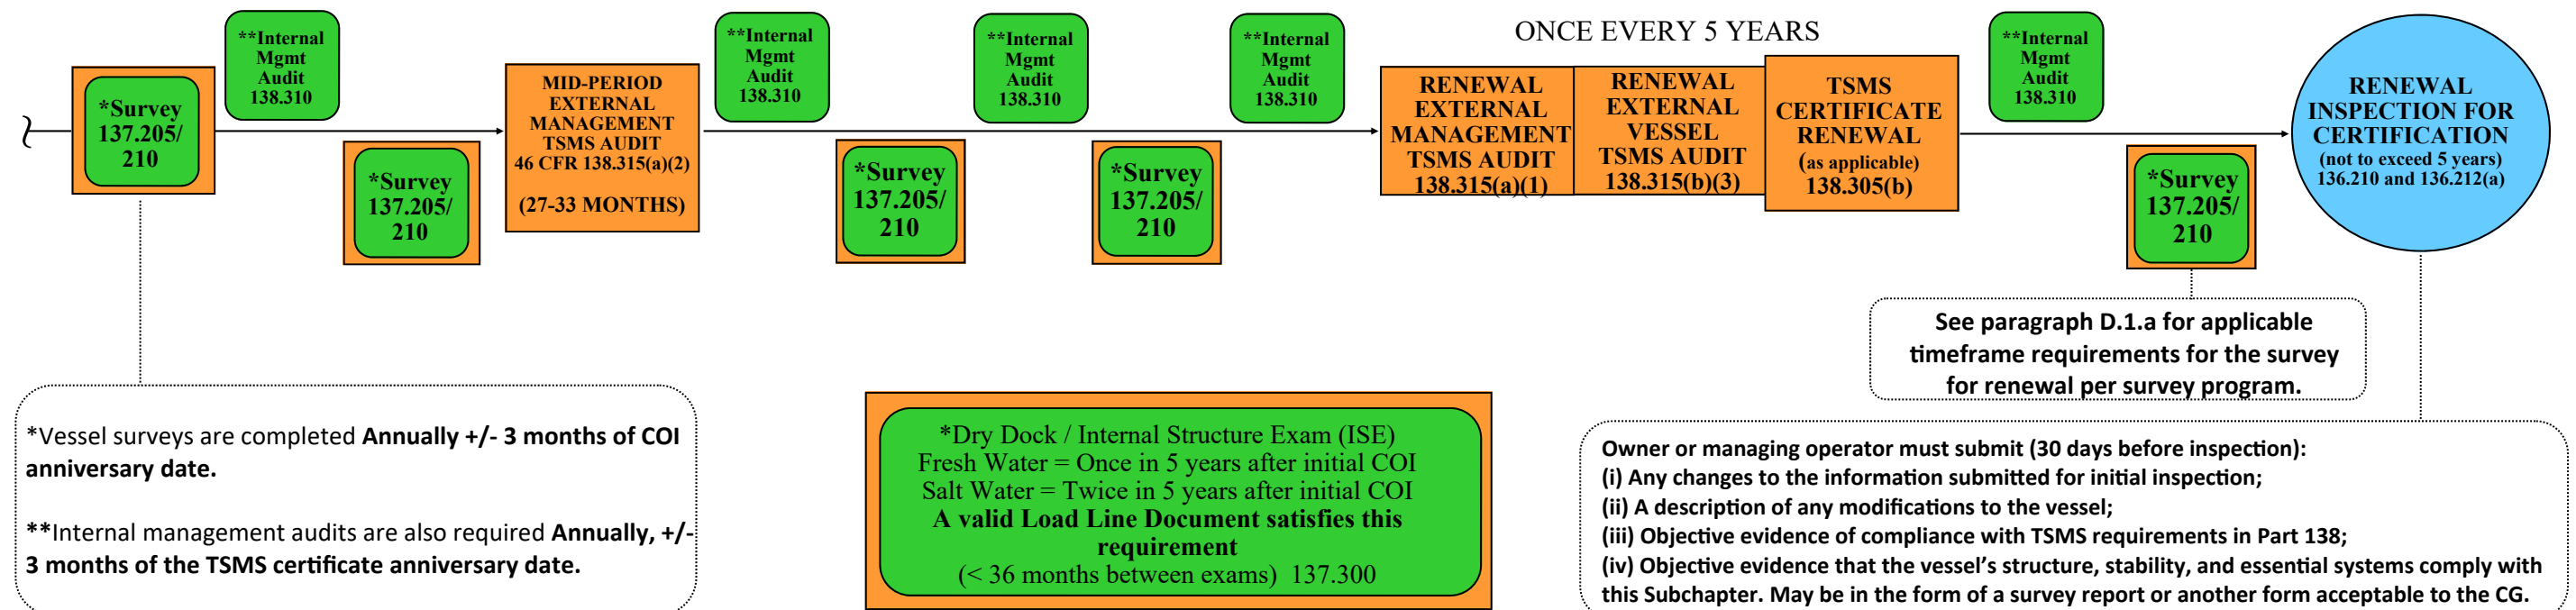 **Internal
Mgmt
Audit
138.310
**Internal
Mgmt
Audit
138.310
**Internal
Mgmt
Audit
138.310
**Internal
Mgmt
Audit
138.310
ONCE EVERY 5 YEARS
**Internal
Mgmt
Audit
138.310
*Survey
137.205/
210
MID-PERIOD
EXTERNAL
MANAGEMENT
TSMS AUDIT
46 CFR 138.315(a)(2)
(27-33 MONTHS)
RENEWAL
EXTERNAL
MANAGEMENT
TSMS AUDIT
138.315(a)(1)
RENEWAL
EXTERNAL
VESSEL
TSMS AUDIT
138.315(b)(3)
TSMS
CERTIFICATE
RENEWAL
(as applicable)
138.305(b)
RENEWAL
INSPECTION FOR
CERTIFICATION
(not to exceed 5 years)
136.210 and 136.212(a)
*Survey
137.205/
210
*Survey
137.205/
210
*Survey
137.205/
210
*Survey
137.205/
210
See paragraph D.1.a for applicable
timeframe requirements for the survey
for renewal per survey program.
*Vessel surveys are completed Annually +/- 3 months of COI
anniversary date.
**Internal management audits are also required Annually, +/-
3 months of the TSMS certificate anniversary date.
*Dry Dock / Internal Structure Exam (ISE)
Fresh Water = Once in 5 years after initial COI
Salt Water = Twice in 5 years after initial COI
A valid Load Line Document satisfies this
requirement
(< 36 months between exams) 137.300
Owner or managing operator must submit (30 days before inspection):
(i) Any changes to the information submitted for initial inspection;
(ii) A description of any modifications to the vessel;
(iii) Objective evidence of compliance with TSMS requirements in Part 138;
(iv) Objective evidence that the vessel’s structure, stability, and essential systems comply with
this Subchapter. May be in the form of a survey report or another form acceptable to the CG.